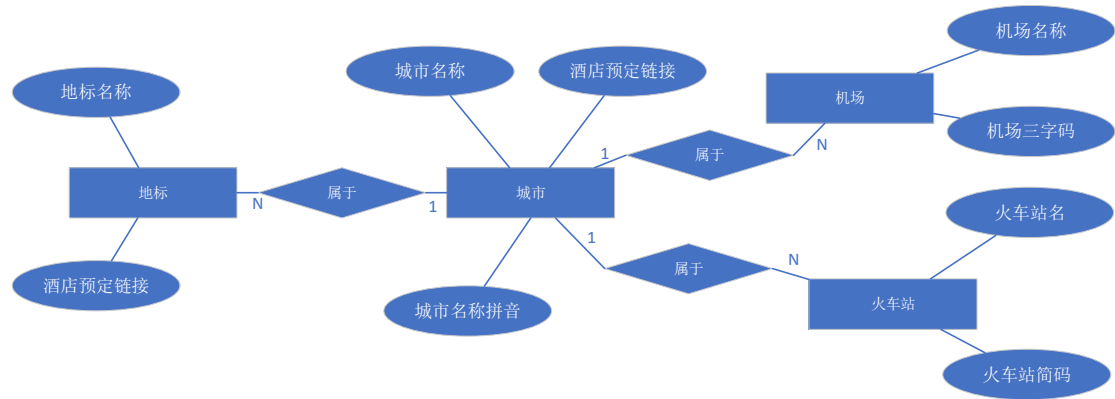 机场名称
城市名称
酒店预定链接
地标名称
机场
机场三字码
1
属于
N
地标
N
属于
1
城市
火车站名
1
属于
N
酒店预定链接
城市名称拼音
火车站
火车站简码